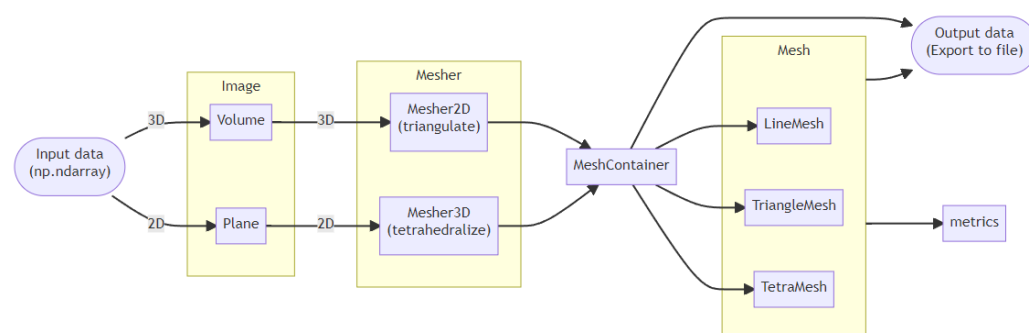 Input data
(np.ndarray)
3D
2D
Image
Volume
Plane
3D
2D
Mesher
Mesher2D
(triangulate)
Mesher3D
(tetrahedralize)
MeshContainer
Mesh
LineMesh
TriangleMesh
TetraMesh
Output data
(Export to file)
metrics